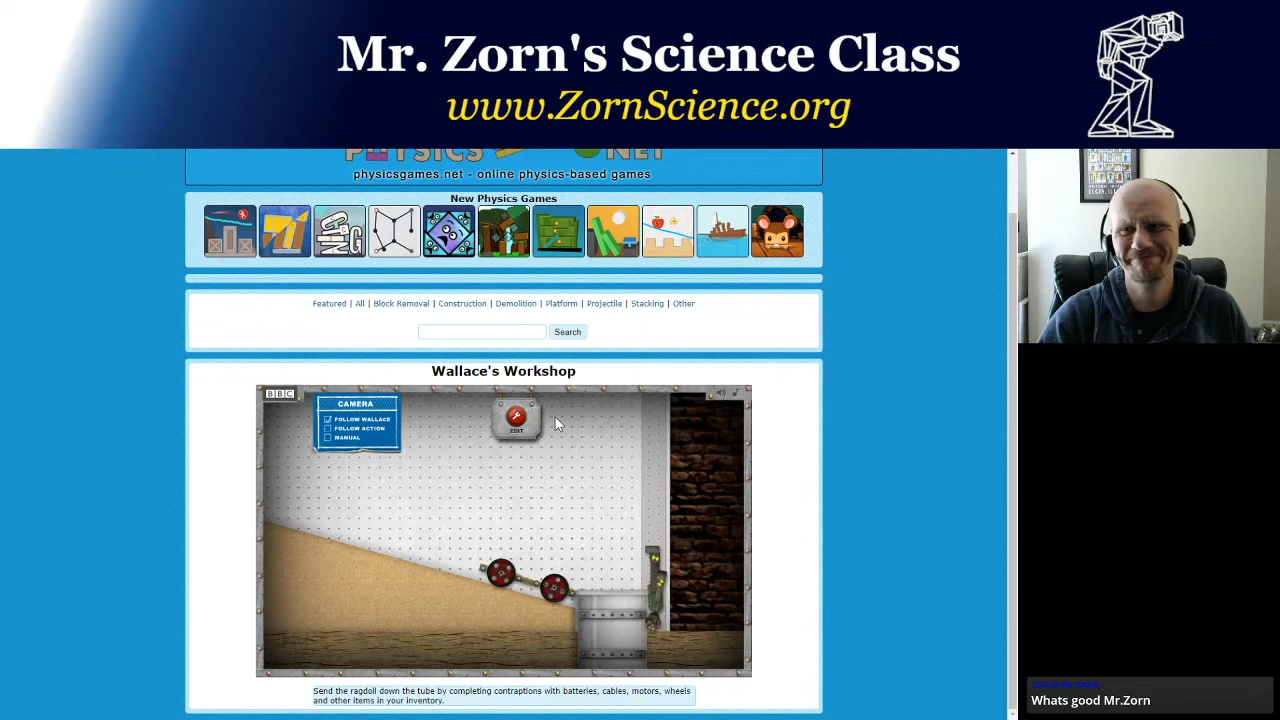 Mr. Zorn's Science Class
www.ZornScience.org
PHYSICS
NET
physicsgames.net - online physics-based games
New Physics Games
ING
Featured | All | Block Removal | Construction | Demolition | Platform | Projectile | Stacking | Other
Search
Wallace's Workshop
BBC
CAMERA
FOLLOW WALLACE
FOLLOW ACTION
MANUAL
EDIT
Send the ragdoll down the tube by completing contraptions with batteries, cables, motors, wheels
and other items in your inventory.
Whats good Mr.Zorn